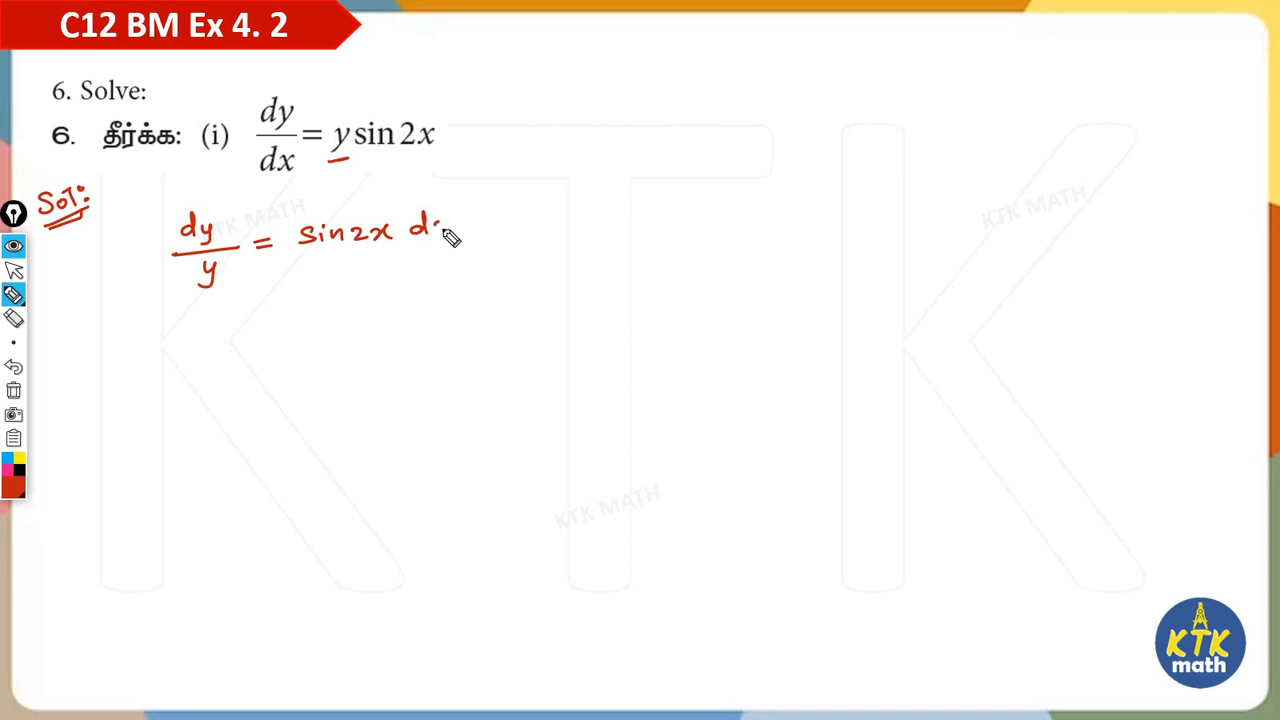 C12 BM Ex 4. 2
6. Solve:
6. தீர்க்க: (i) dy/dx = y sin 2x
Sol:
dy/y = sin2x d
KTK MATH
KTK MATH
KTK MATH
KTK
math